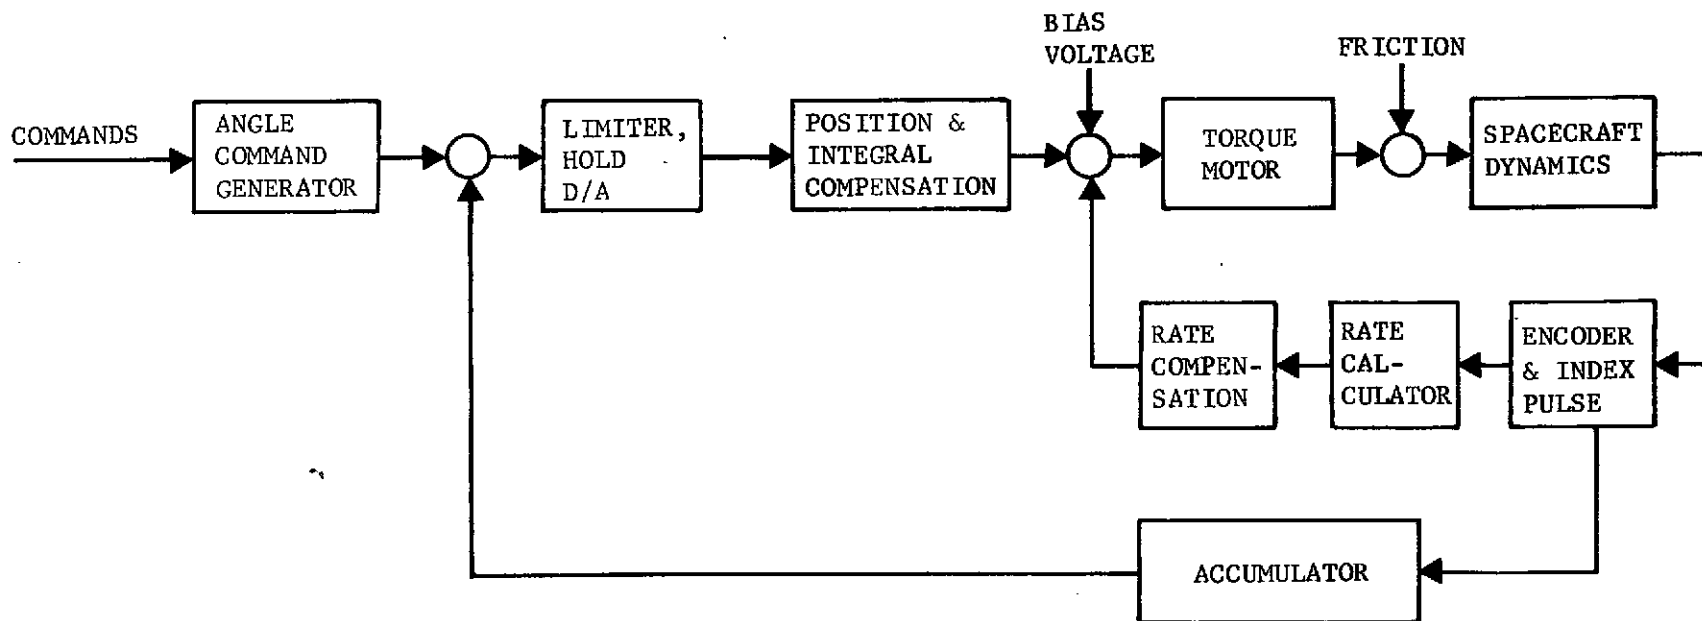 BIAS
VOLTAGE
FRICTION
COMMANDS
ANGLE
COMMAND
GENERATOR
LIMITER,
HOLD
D/A
POSITION &
INTEGRAL
COMPENSATION
TORQUE
MOTOR
SPACECRAFT
DYNAMICS
RATE
COMPEN-
SATION
RATE
CAL-
CULATOR
ENCODER
& INDEX
PULSE
ACCUMULATOR